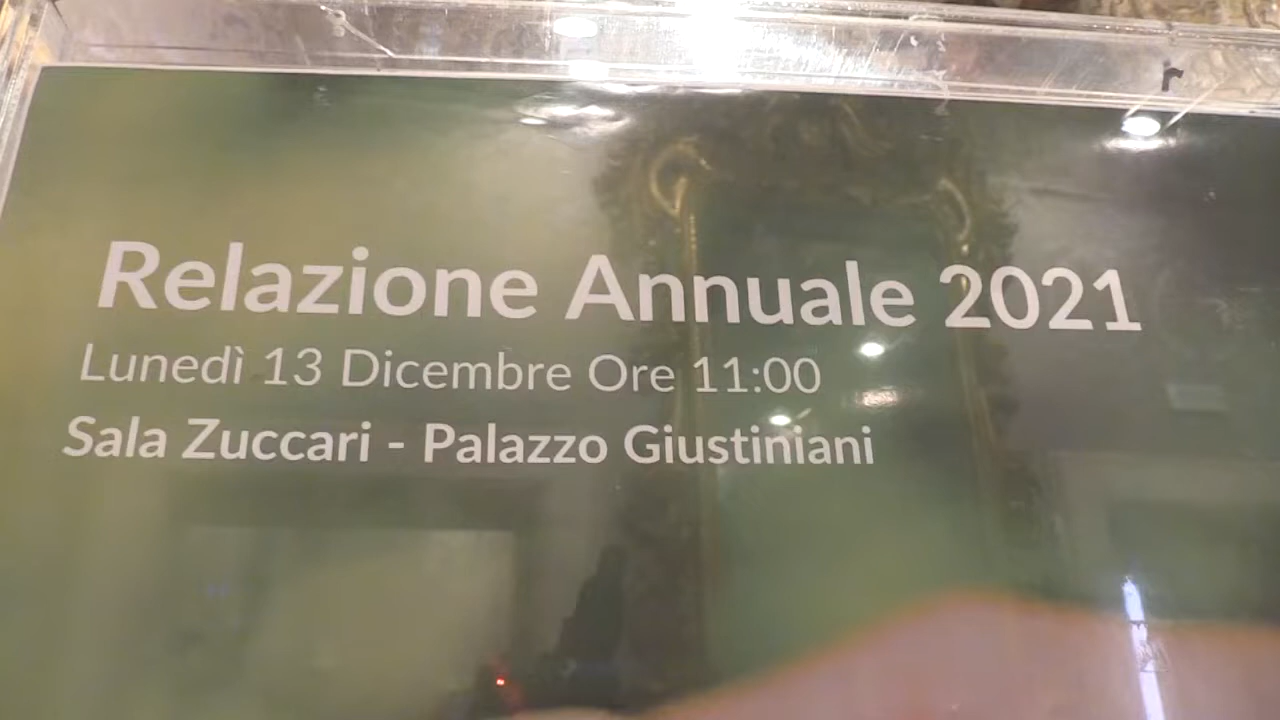 Relazione Annuale 2021
Lunedì 13 Dicembre Ore 11:00
Sala Zuccari - Palazzo Giustiniani